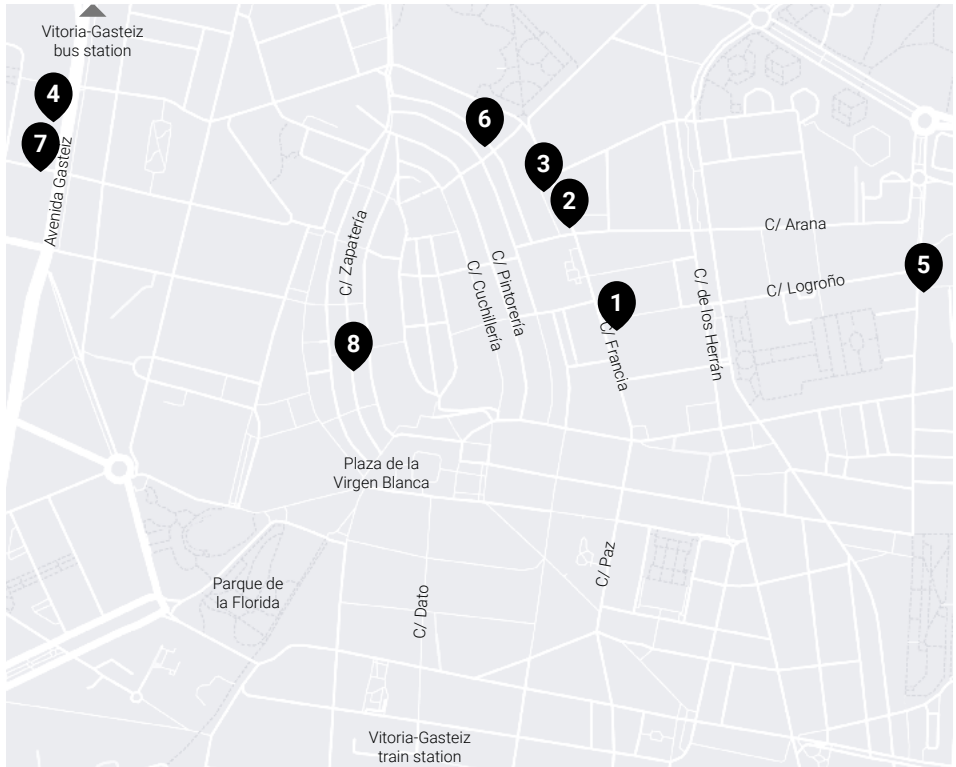 Vitoria-Gasteiz
bus station
4
7
Avenida Gasteiz
6
3
2
C/ Arana
C/ Zapatería
C/ Cuchillería
C/ Pintorería
5
C/ Logroño
1
C/ Francia
C/ de los Herrán
8
Plaza de la
Virgen Blanca
C/ Paz
Parque de
la Florida
C/ Dato
Vitoria-Gasteiz
train station